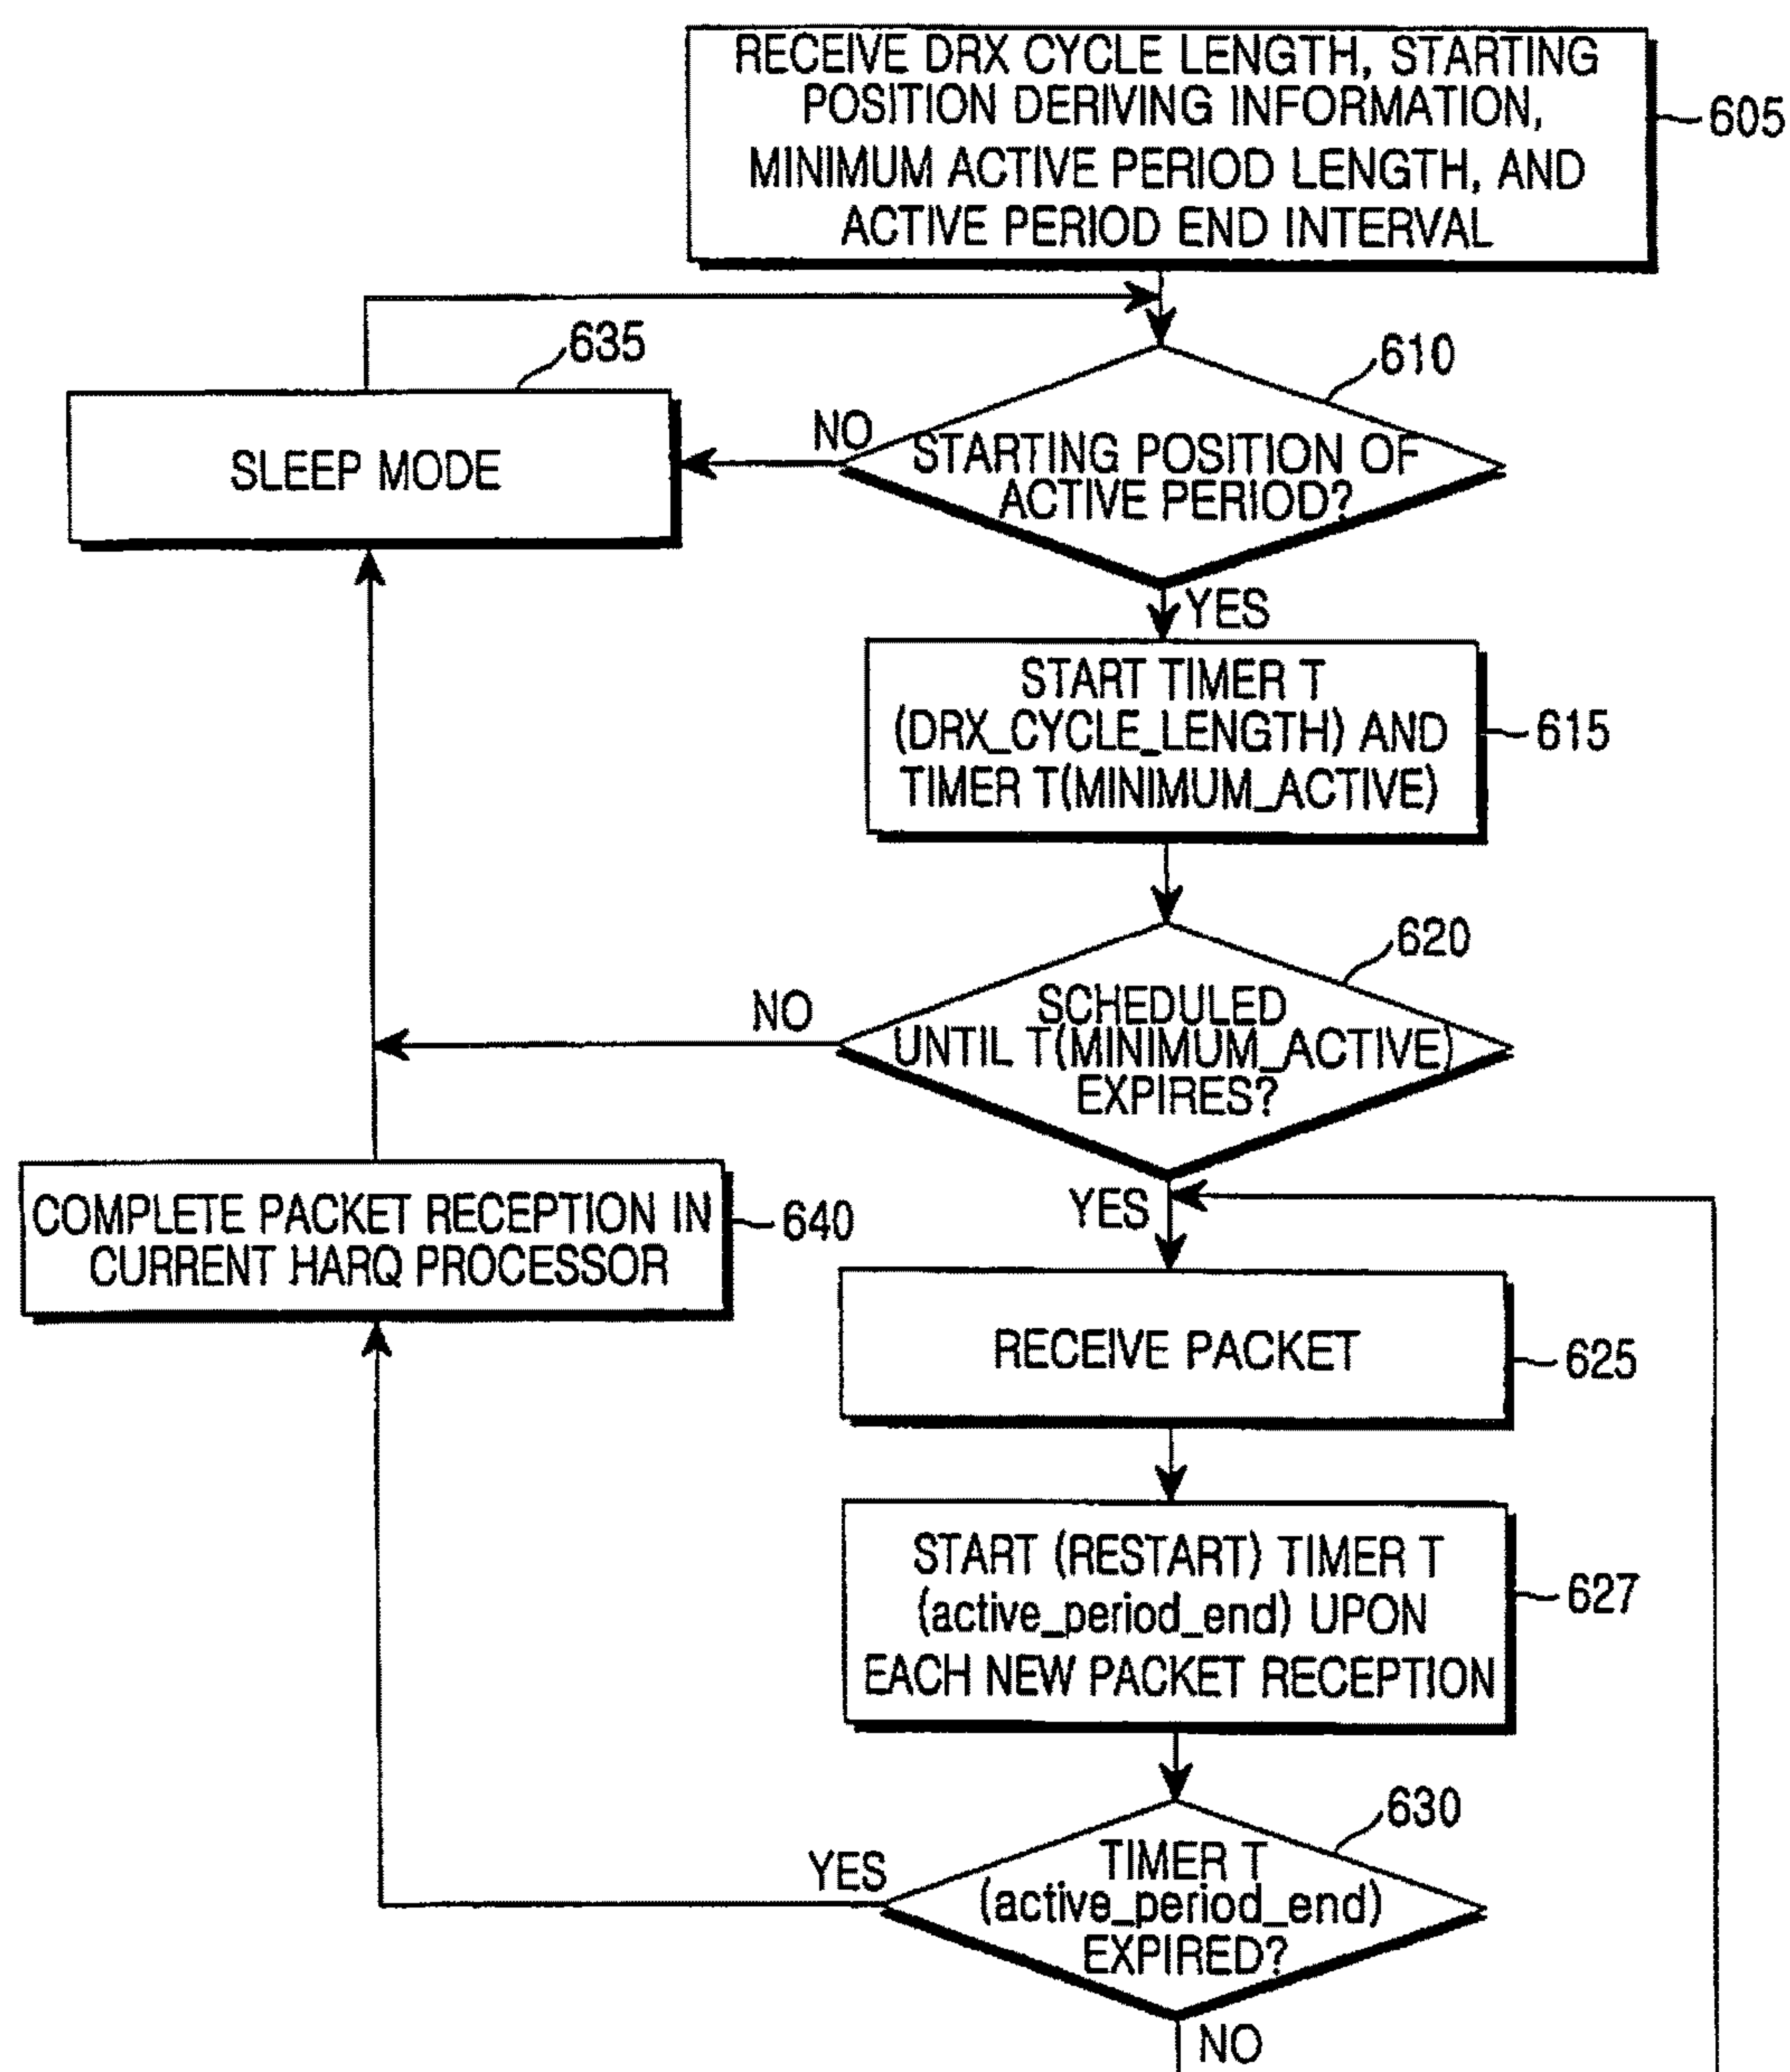 RECEIVE DRX CYCLE LENGTH, STARTING
POSITION DERIVING INFORMATION,
MINIMUM ACTIVE PERIOD LENGTH, AND
ACTIVE PERIOD END INTERVAL
605
635
610
SLEEP MODE
NO
STARTING POSITION OF
ACTIVE PERIOD?
YES
START TIMER T
(DRX_CYCLE_LENGTH) AND
TIMER T(MINIMUM_ACTIVE)
615
620
NO
SCHEDULED
UNTIL T(MINIMUM_ACTIVE)
EXPIRES?
YES
COMPLETE PACKET RECEPTION IN
CURRENT HARQ PROCESSOR
640
RECEIVE PACKET
625
START (RESTART) TIMER T
(active_period_end) UPON
EACH NEW PACKET RECEPTION
627
630
YES
TIMER T
(active_period_end)
EXPIRED?
NO